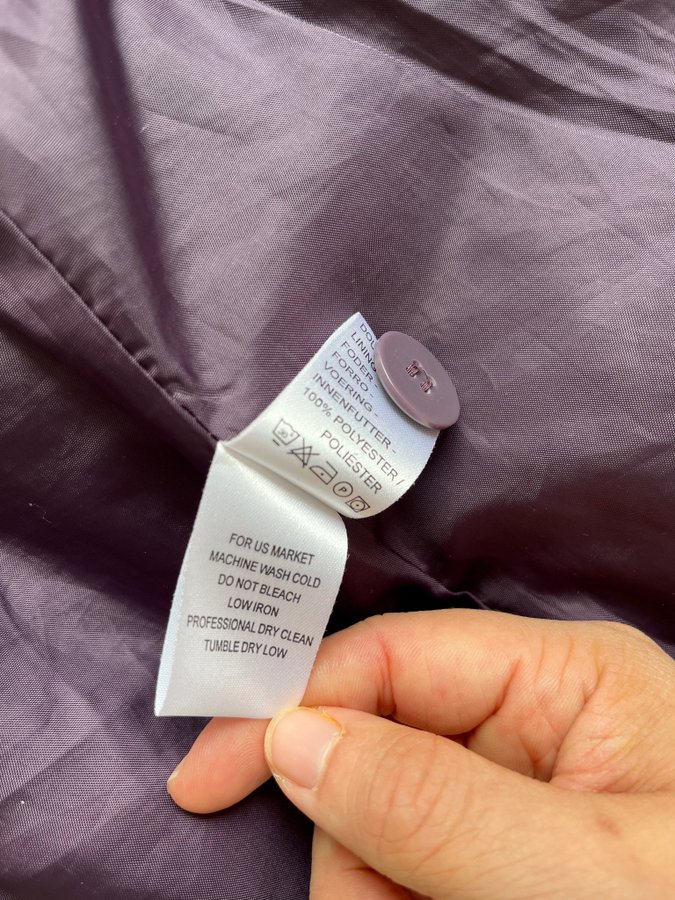 LINING
FODER -
FORRO -
VOERING -
INNENFUTTER -
100% POLYESTER /
POLIÉSTER
FOR US MARKET
MACHINE WASH COLD
DO NOT BLEACH
LOW IRON
PROFESSIONAL DRY CLEAN
TUMBLE DRY LOW